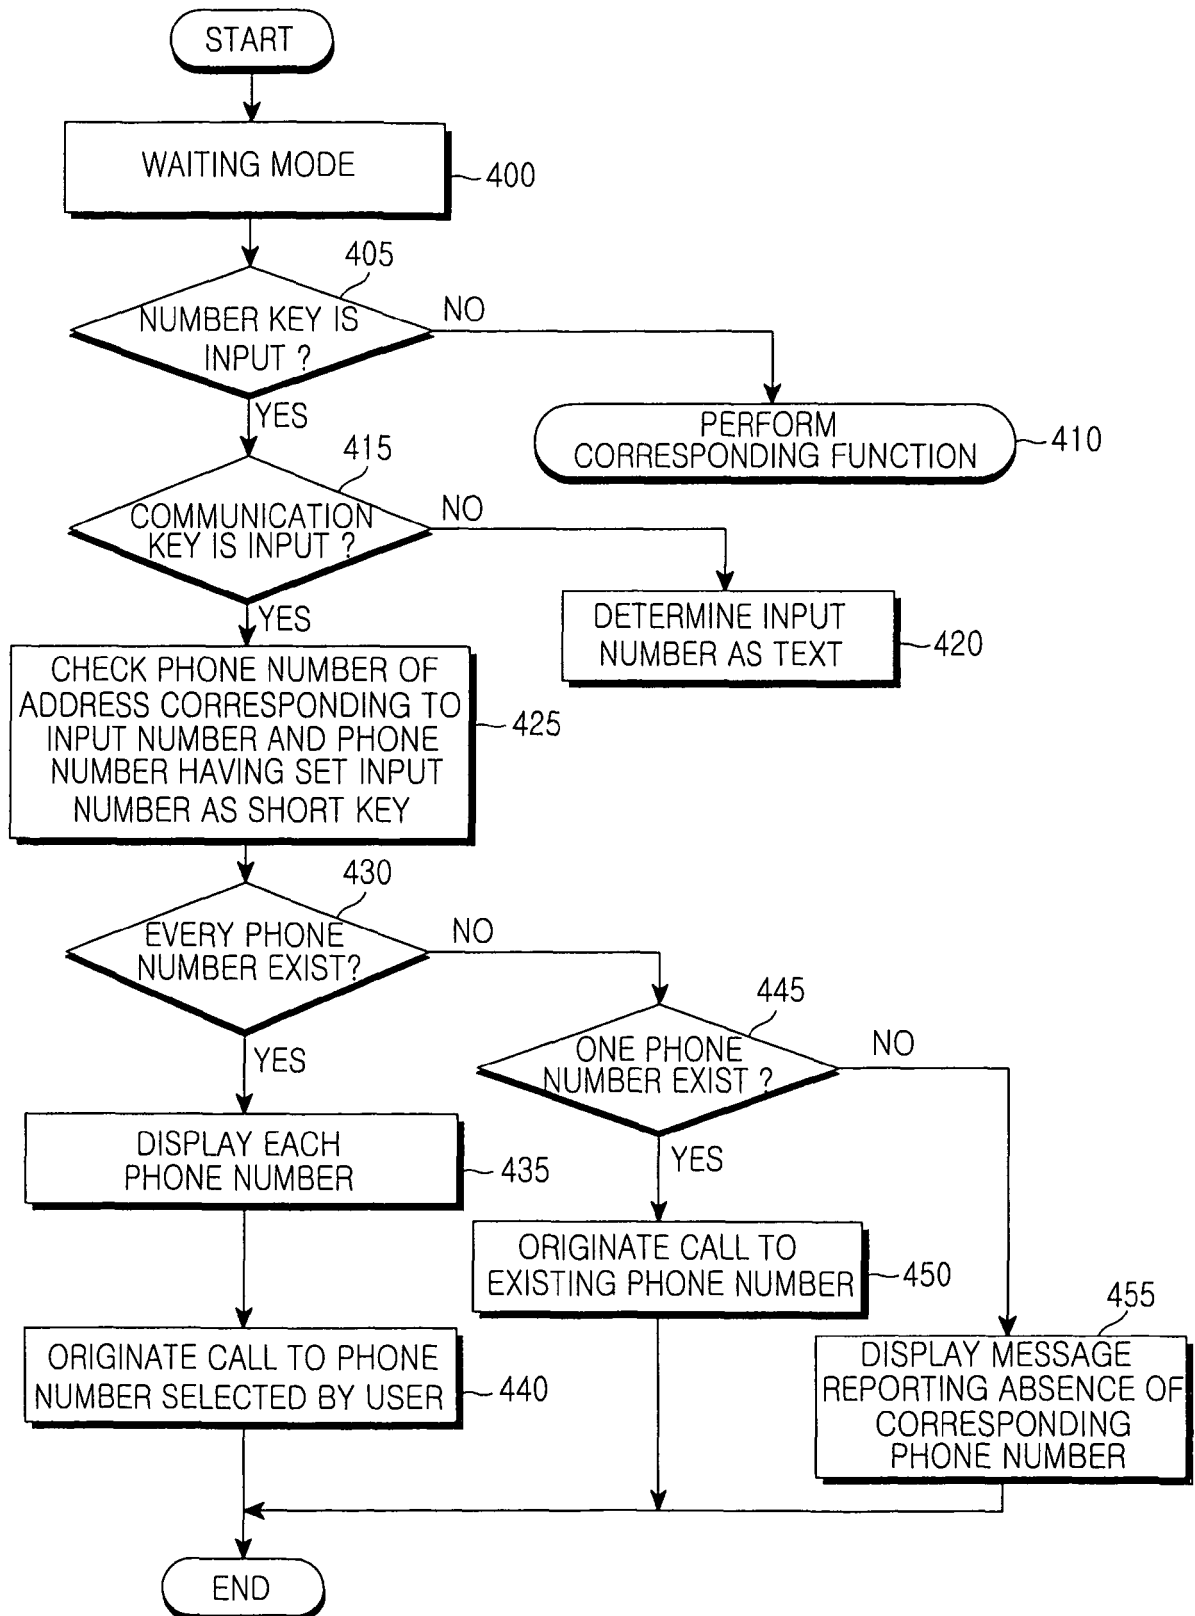 START
WAITING MODE
400
405
NUMBER KEY IS
INPUT ?
NO
YES
PERFORM
CORRESPONDING FUNCTION
410
415
COMMUNICATION
KEY IS INPUT ?
NO
YES
DETERMINE INPUT
NUMBER AS TEXT
420
CHECK PHONE NUMBER OF
ADDRESS CORRESPONDING TO
INPUT NUMBER AND PHONE
NUMBER HAVING SET INPUT
NUMBER AS SHORT KEY
425
430
EVERY PHONE
NUMBER EXIST?
NO
YES
445
ONE PHONE
NUMBER EXIST ?
NO
YES
DISPLAY EACH
PHONE NUMBER
435
ORIGINATE CALL TO
EXISTING PHONE NUMBER
450
455
DISPLAY MESSAGE
REPORTING ABSENCE OF
CORRESPONDING
PHONE NUMBER
ORIGINATE CALL TO PHONE
NUMBER SELECTED BY USER
440
END